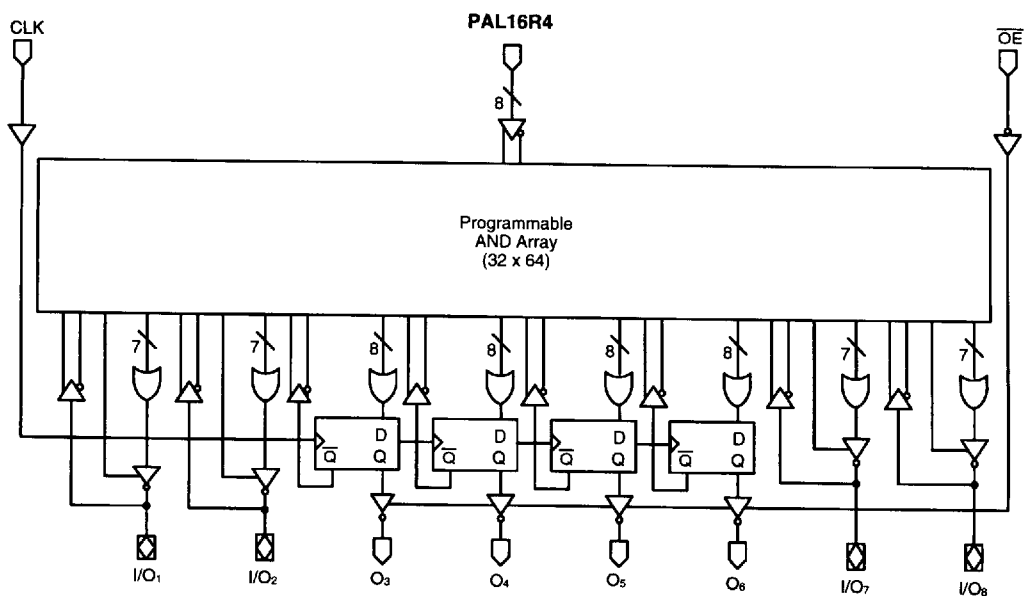 CLK
PAL16R4
OE
8
Programmable
AND Array
(32 x 64)
7
7
8
8
8
8
7
7
D
Q Q
D
Q Q
D
Q Q
D
Q Q
I/O₁
I/O₂
O₃
O₄
O₅
O₆
I/O₇
I/O₈